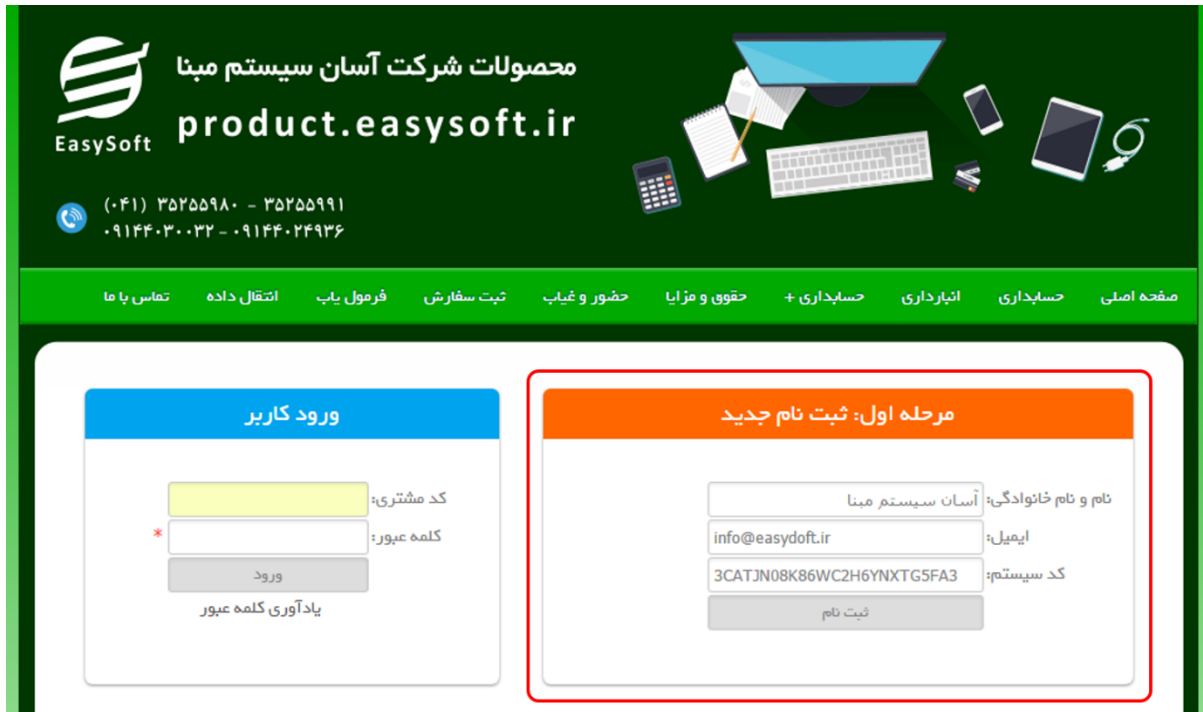 محصولات شرکت آسان سیستم مبنا
product.easysoft.ir
EasySoft
(۰۴۱) ۳۵۲۵۵۹۸۰ - ۳۵۲۵۵۹۹۱
۰۹۱۴۴۰۳۰۰۳۲ - ۰۹۱۴۴۰۲۴۹۳۶
صفحه اصلی حسابداری انبارداری حسابداری + حقوق و مزایا حضور و غیاب ثبت سفارش فرمول یاب انتقال داده تماس با ما
مرحله اول: ثبت نام جدید
نام و نام خانوادگی: آسان سیستم مبنا
ایمیل: info@easydoft.ir
کد سیستم: 3CATJN08K86WC2H6YNXTG5FA3
ثبت نام
ورود کاربر
کد مشتری:
کلمه عبور: *
ورود
یادآوری کلمه عبور